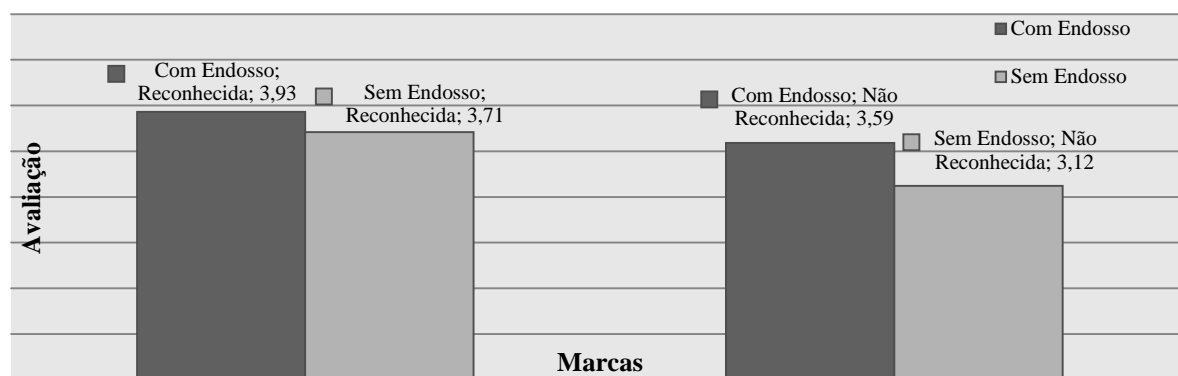 Com Endosso
Sem Endosso
Com Endosso;
Reconhecida; 3,93
Sem Endosso;
Reconhecida; 3,71
Com Endosso; Não
Reconhecida; 3,59
Sem Endosso; Não
Reconhecida; 3,12
Avaliação
Marcas